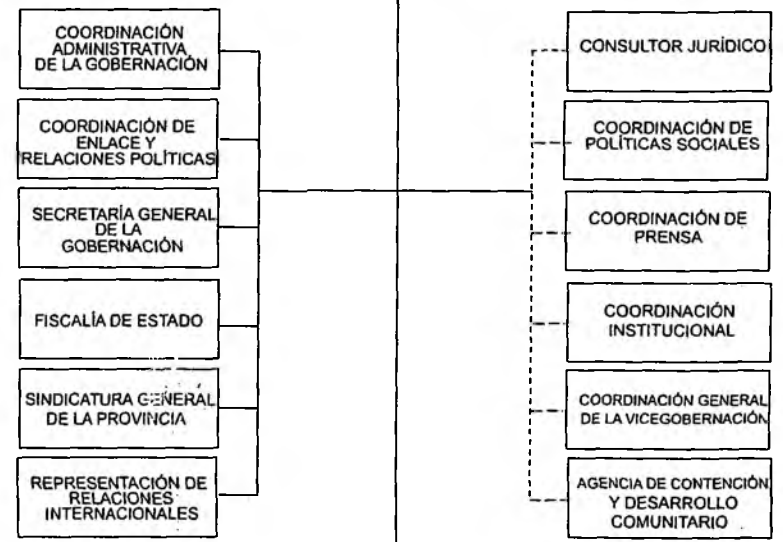 COORDINACIÓN
ADMINISTRATIVA
DE LA GOBERNACIÓN
COORDINACIÓN DE
ENLACE Y
RELACIONES POLÍTICAS
SECRETARÍA GENERAL
DE LA
GOBERNACIÓN
FISCALÍA DE ESTADO
SINDICATURA GENERAL
DE LA PROVINCIA
REPRESENTACIÓN DE
RELACIONES
INTERNACIONALES
CONSULTOR JURÍDICO
COORDINACIÓN DE
POLÍTICAS SOCIALES
COORDINACIÓN DE
PRENSA
COORDINACIÓN
INSTITUCIONAL
COORDINACIÓN GENERAL
DE LA VICEGOBERNACIÓN
AGENCIA DE CONTENCIÓN
Y DESARROLLO
COMUNITARIO